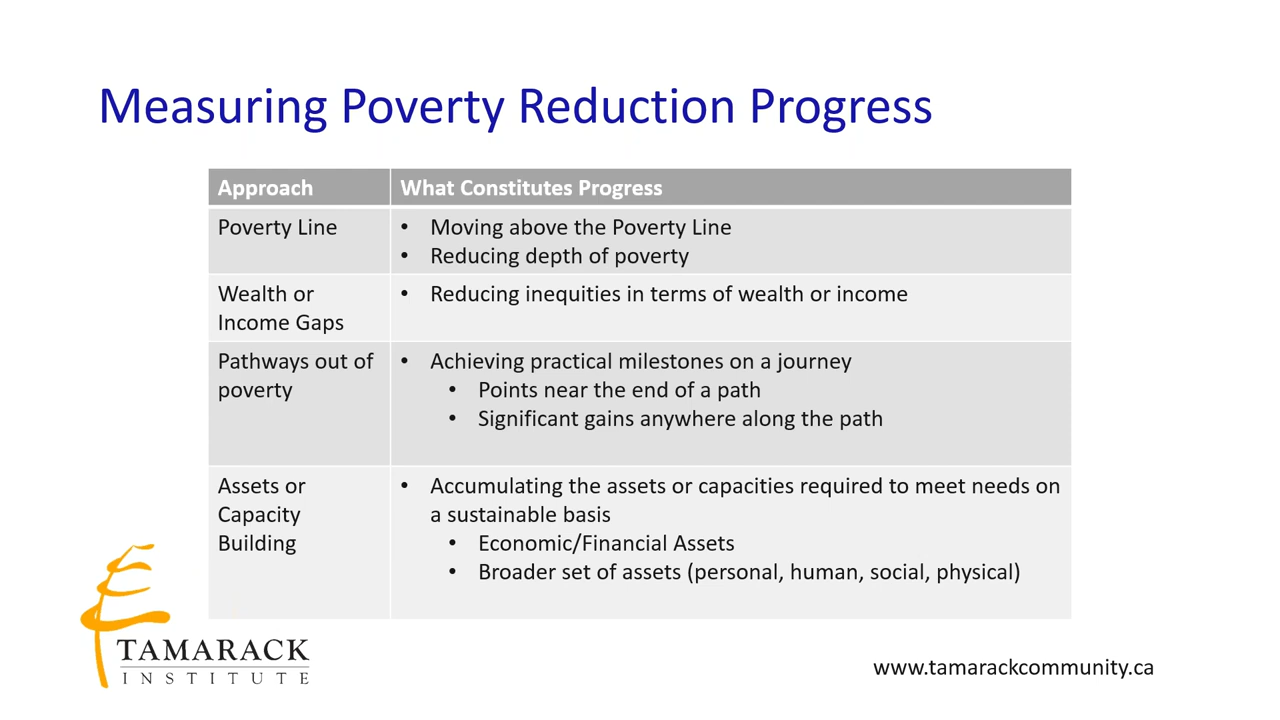 Measuring Poverty Reduction Progress
Approach
What Constitutes Progress
Poverty Line
• Moving above the Poverty Line
• Reducing depth of poverty
Wealth or
Income Gaps
• Reducing inequities in terms of wealth or income
Pathways out of
poverty
• Achieving practical milestones on a journey
• Points near the end of a path
• Significant gains anywhere along the path
Assets or
Capacity
Building
• Accumulating the assets or capacities required to meet needs on
a sustainable basis
• Economic/Financial Assets
• Broader set of assets (personal, human, social, physical)
TAMARACK
INSTITUTE
www.tamarackcommunity.ca